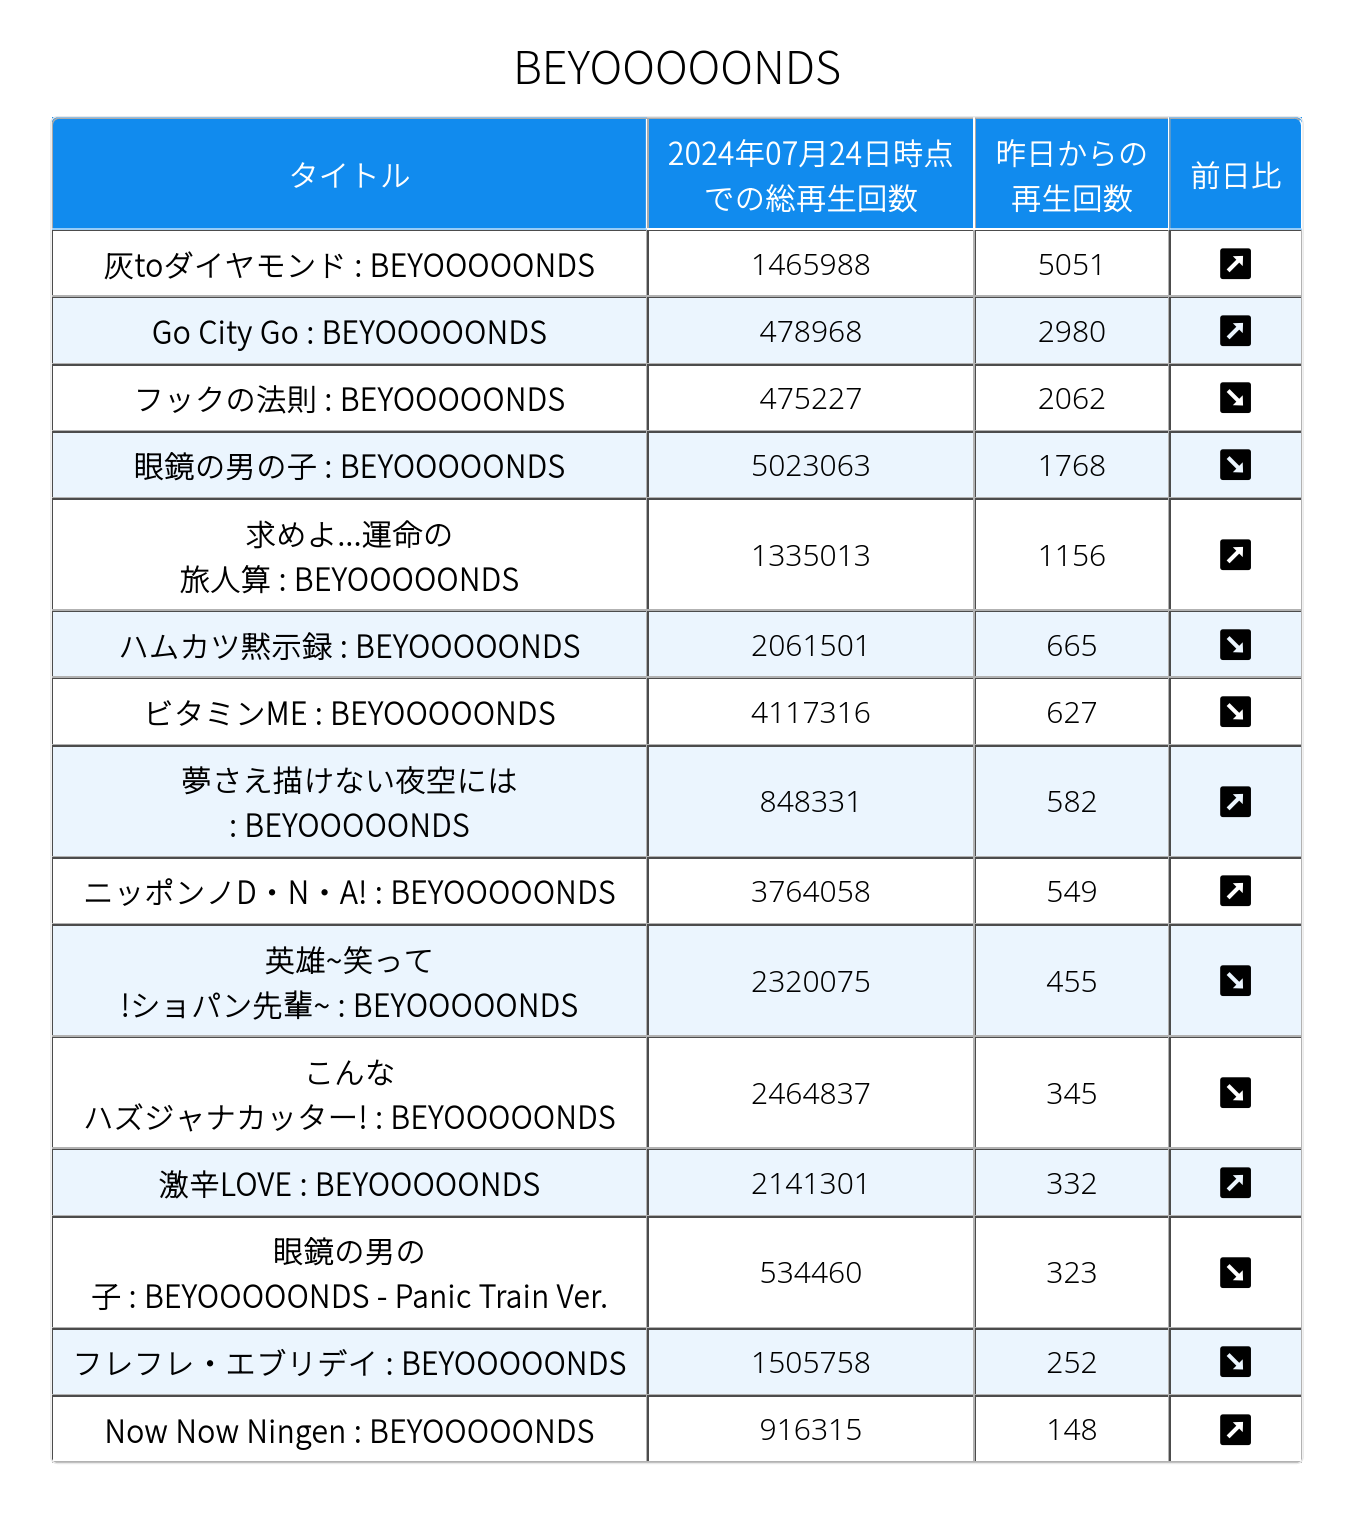 BEYOOOOONDS
タイトル
2024年07月24日時点
での総再生回数
昨日からの
再生回数
前日比
灰toダイヤモンド : BEYOOOOONDS
1465988
5051
Go City Go : BEYOOOOONDS
478968
2980
フックの法則 : BEYOOOOONDS
475227
2062
眼鏡の男の子 : BEYOOOOONDS
5023063
1768
求めよ...運命の
旅人算 : BEYOOOOONDS
1335013
1156
ハムカツ黙示録 : BEYOOOOONDS
2061501
665
ビタミンME : BEYOOOOONDS
4117316
627
夢さえ描けない夜空には
: BEYOOOOONDS
848331
582
ニッポンノD・N・A! : BEYOOOOONDS
3764058
549
英雄~笑って
!ショパン先輩~ : BEYOOOOONDS
2320075
455
こんな
ハズジャナカッター! : BEYOOOOONDS
2464837
345
激辛LOVE : BEYOOOOONDS
2141301
332
眼鏡の男の
子 : BEYOOOOONDS - Panic Train Ver.
534460
323
フレフレ・エブリデイ : BEYOOOOONDS
1505758
252
Now Now Ningen : BEYOOOOONDS
916315
148